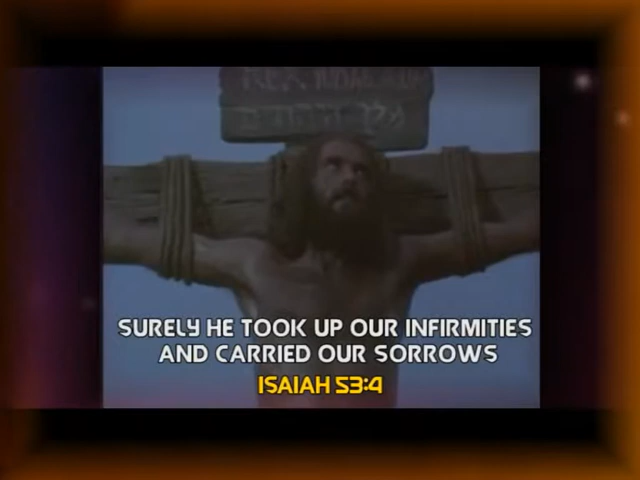 SURELY HE TOOK UP OUR INFIRMITIES
AND CARRIED OUR SORROWS
ISAIAH 53:4